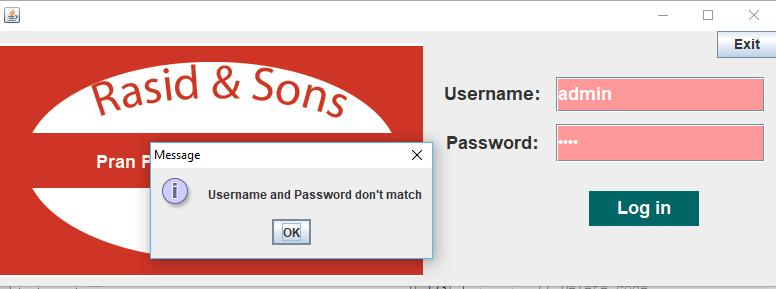 Exit
Rasid & Sons
Username:
admin
Pran P
Password:
••••
Message
Username and Password don't match
OK
Log in